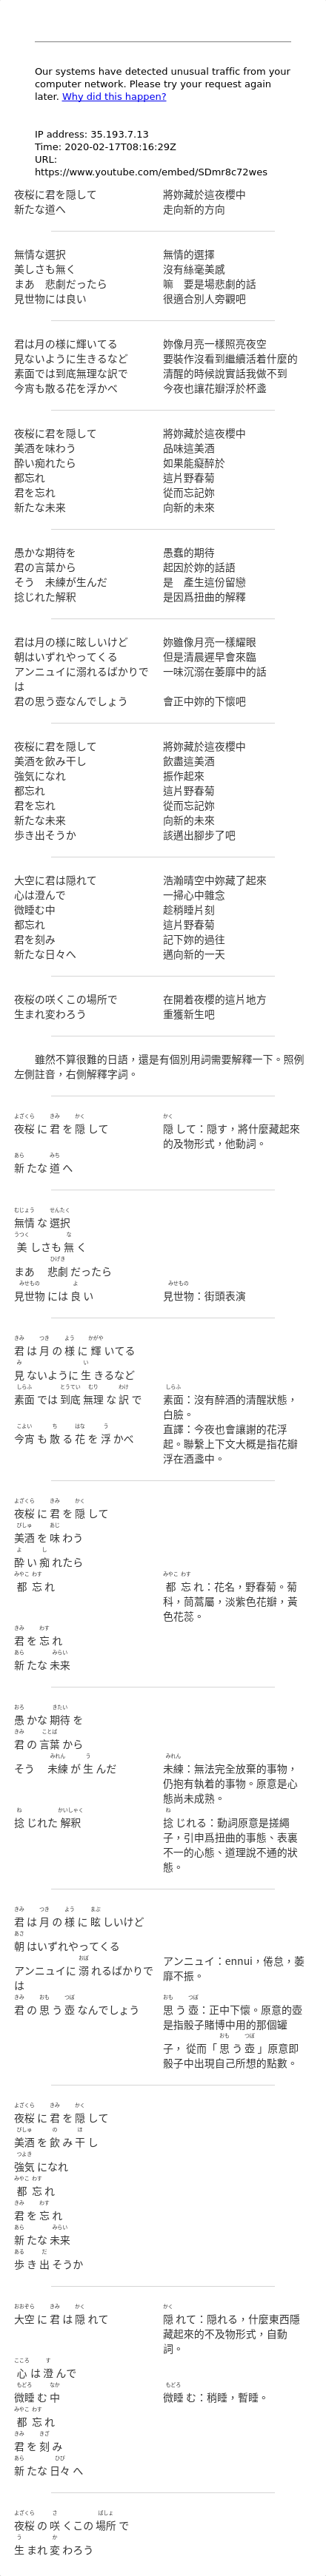 Our systems have detected unusual traffic from your
computer network. Please try your request again
later. Why did this happen?
IP address: 35.193.7.13
Time: 2020-02-17T08:16:29Z
URL:
https://www.youtube.com/embed/SDmr8c72wes
夜桜に君を隠して 將妳藏於這夜櫻中
新たな道へ 走向新的方向
無情な選択 無情的選擇
美しさも無く 沒有絲毫美感
まあ　悲劇だったら 嘛　要是場悲劇的話
見世物には良い 很適合別人旁觀吧
君は月の様に輝いてる 妳像月亮一樣照亮夜空
見ないように生きるなど 要裝作沒看到繼續活着什麼的
素面では到底無理な訳で 清醒的時候說實話我做不到
今宵も散る花を浮かべ 今夜也讓花瓣浮於杯盞
夜桜に君を隠して 將妳藏於這夜櫻中
美酒を味わう 品味這美酒
酔い痴れたら 如果能癡醉於
都忘れ 這片野春菊
君を忘れ 從而忘記妳
新たな未来 向新的未來
愚かな期待を 愚蠢的期待
君の言葉から 起因於妳的話語
そう　未練が生んだ 是　產生這份留戀
捻じれた解釈 是因爲扭曲的解釋
君は月の様に眩しいけど 妳雖像月亮一樣耀眼
朝はいずれやってくる 但是清晨遲早會來臨
アンニュイに溺れるばかりで 一味沉溺在萎靡中的話
は
君の思う壺なんでしょう 會正中妳的下懷吧
夜桜に君を隠して 將妳藏於這夜櫻中
美酒を飲み干し 飲盡這美酒
強気になれ 振作起來
都忘れ 這片野春菊
君を忘れ 從而忘記妳
新たな未来 向新的未來
歩き出そうか 該邁出腳步了吧
大空に君は隠れて 浩瀚晴空中妳藏了起來
心は澄んで 一掃心中雜念
微睡む中 趁稍睡片刻
都忘れ 這片野春菊
君を刻み 記下妳的過往
新たな日々へ 邁向新的一天
夜桜の咲くこの場所で 在開着夜櫻的這片地方
生まれ変わろう 重獲新生吧
雖然不算很難的日語，還是有個別用詞需要解釋一下。照例
左側註音，右側解釋字詞。
よざくら きみ かく かく
夜桜 に 君 を 隠 して 隠 して：隠す，將什麼藏起來
的及物形式，他動詞。
あら みち
新 たな 道 へ
むじょう せんたく
無情 な 選択
うつく な
美 しさも 無 く
ひげき
まあ　悲劇 だったら
みせもの よ みせもの
見世物 には 良 い 見世物：街頭表演
きみ つき よう かがや
君 は 月 の 様 に 輝 いてる
み い
見 ないように 生 きるなど
しらふ とうてい むり わけ しらふ
素面 では 到底 無理 な 訳 で 素面：沒有醉酒的清醒狀態，
白臉。
こよい ち はな う
今宵 も 散 る 花 を 浮 かべ 直譯：今夜也會讓謝的花浮
起。聯繫上下文大概是指花瓣
浮在酒盞中。
よざくら きみ かく
夜桜 に 君 を 隠 して
びしゅ あじ
美酒 を 味 わう
よ し
酔 い 痴 れたら
みやこ わす みやこ わす
都 忘 れ 都 忘 れ：花名，野春菊。菊
科，茼蒿屬，淡紫色花瓣，黃
色花蕊。
きみ わす
君 を 忘 れ
あら みらい
新 たな 未来
おろ きたい
愚 かな 期待 を
きみ ことば
君 の 言葉 から
みれん う みれん
そう　未練 が 生 んだ 未練：無法完全放棄的事物，
仍抱有執着的事物。原意是心
態尚未成熟。
ね かいしゃく ね
捻 じれた 解釈 捻 じれる：動詞原意是搓繩
子，引申爲扭曲的事態、表裏
不一的心態、道理說不通的狀
態。
きみ つき よう まぶ
君 は 月 の 様 に 眩 しいけど
あさ
朝 はいずれやってくる
おぼ
アンニュイに 溺 れるばかりで アンニュイ：ennui，倦怠，萎
は 靡不振。
きみ おも つぼ おも つぼ
君 の 思 う 壺 なんでしょう 思 う 壺：正中下懷。原意的壺
是指骰子賭博中用的那個罐
おも つぼ
子， 從而「 思 う 壺 」原意即
骰子中出現自己所想的點數。
よざくら きみ かく
夜桜 に 君 を 隠 して
びしゅ の ほ
美酒 を 飲 み 干 し
つよき
強気 になれ
みやこ わす
都 忘 れ
きみ わす
君 を 忘 れ
あら みらい
新 たな 未来
ある だ
歩 き 出 そうか
おおぞら きみ かく かく
大空 に 君 は 隠 れて 隠 れて：隠れる，什麼東西隱
藏起來的不及物形式，自動
詞。
こころ す
心 は 澄 んで
もどろ なか もどろ
微睡 む 中 微睡 む：稍睡，暫睡。
みやこ わす
都 忘 れ
きみ きざ
君 を 刻 み
あら ひび
新 たな 日々 へ
よざくら さ ばしょ
夜桜 の 咲 くこの 場所 で
う か
生 まれ 変 わろう